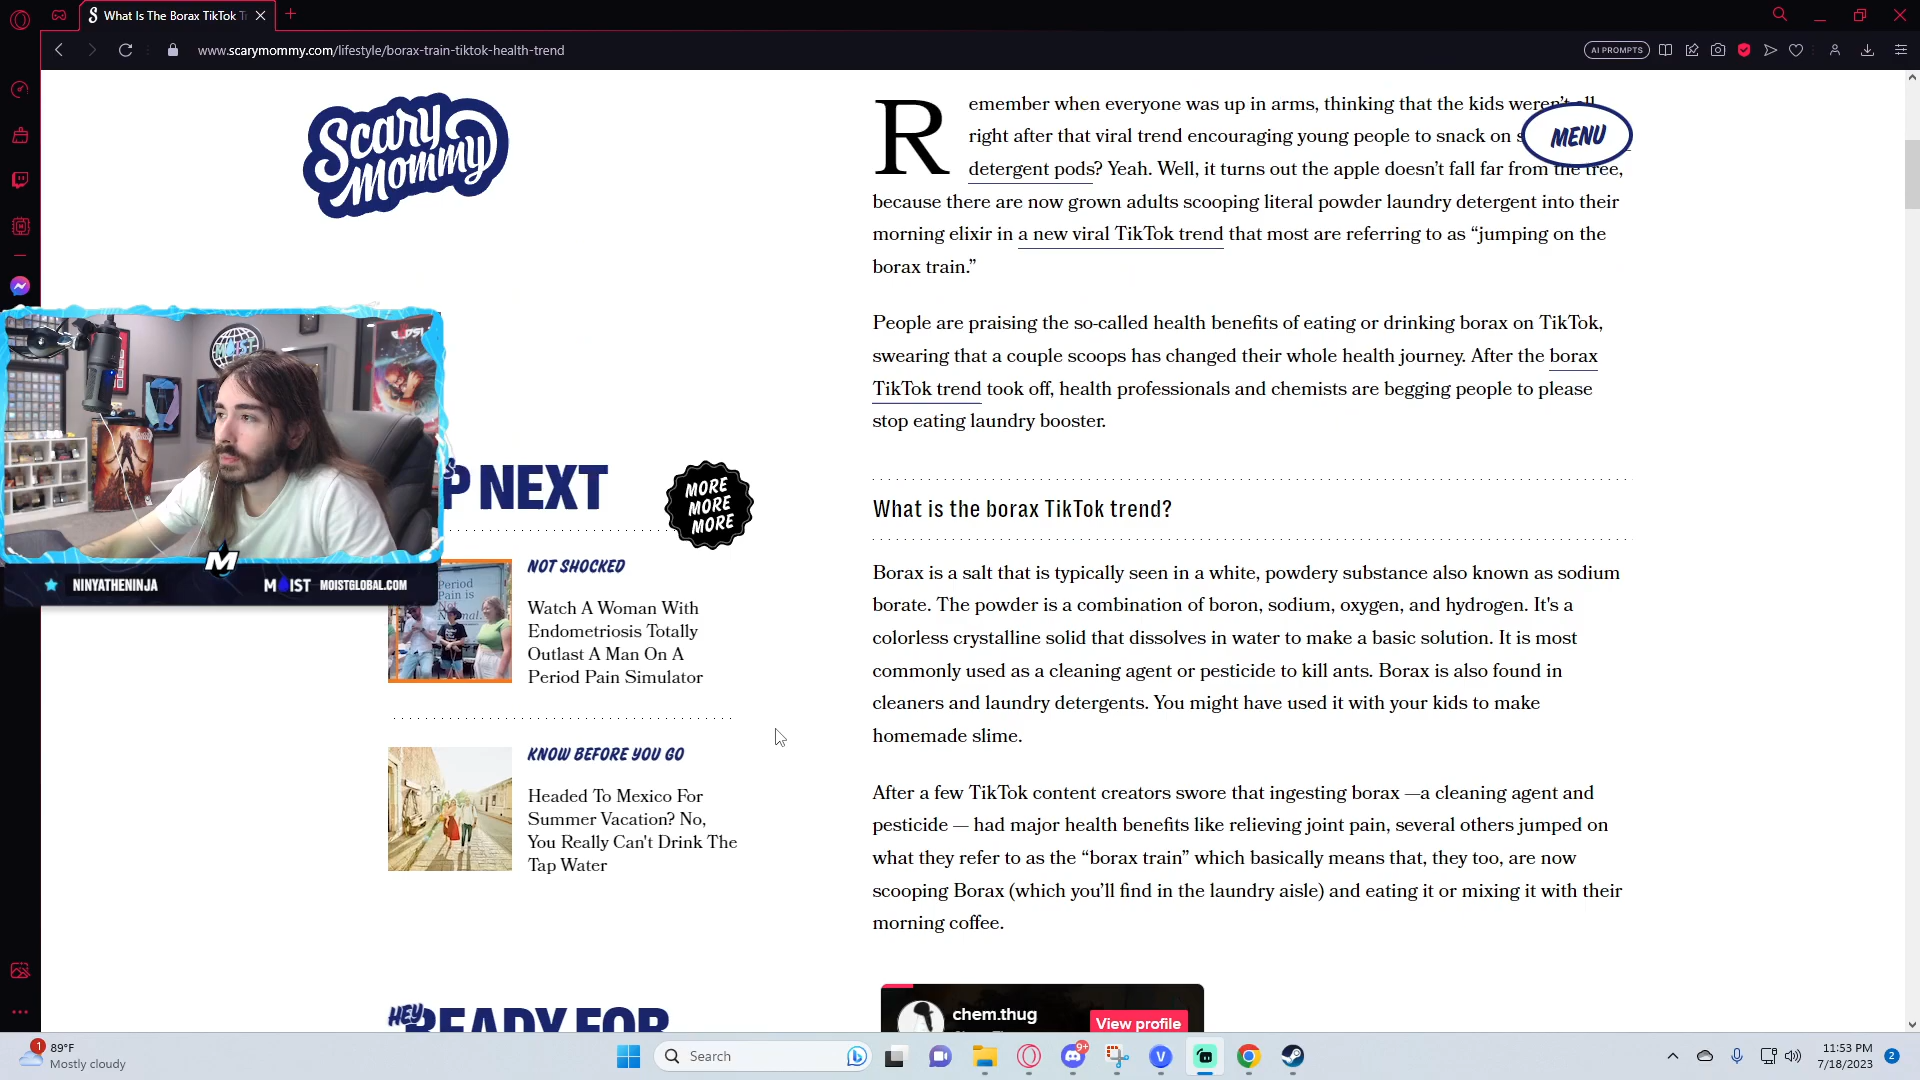 What Is The Borax TikTok Tr
www.scarymommy.com/lifestyle/borax-train-tiktok-health-trend
AI PROMPTS
Scary
Mommy
MENU
Remember when everyone was up in arms, thinking that the kids weren’t all
right after that viral trend encouraging young people to snack on
detergent pods? Yeah. Well, it turns out the apple doesn’t fall far from the tree,
because there are now grown adults scooping literal powder laundry detergent into their
morning elixir in a new viral TikTok trend that most are referring to as “jumping on the
borax train.”
People are praising the so-called health benefits of eating or drinking borax on TikTok,
swearing that a couple scoops has changed their whole health journey. After the borax
TikTok trend took off, health professionals and chemists are begging people to please
stop eating laundry booster.
What is the borax TikTok trend?
Borax is a salt that is typically seen in a white, powdery substance also known as sodium
borate. The powder is a combination of boron, sodium, oxygen, and hydrogen. It's a
colorless crystalline solid that dissolves in water to make a basic solution. It is most
commonly used as a cleaning agent or pesticide to kill ants. Borax is also found in
cleaners and laundry detergents. You might have used it with your kids to make
homemade slime.
After a few TikTok content creators swore that ingesting borax —a cleaning agent and
pesticide — had major health benefits like relieving joint pain, several others jumped on
what they refer to as the “borax train” which basically means that, they too, are now
scooping Borax (which you’ll find in the laundry aisle) and eating it or mixing it with their
morning coffee.
chem.thug
View profile
MOIST
P NEXT
MORE
MORE
MORE
M
NINYATHENINJA
MOIST
MOISTGLOBAL.COM
Period
Pain is
Not
Normal.
NOT SHOCKED
Watch A Woman With
Endometriosis Totally
Outlast A Man On A
Period Pain Simulator
KNOW BEFORE YOU GO
Headed To Mexico For
Summer Vacation? No,
You Really Can't Drink The
Tap Water
HEY
READY FOR
1
89°F
Mostly cloudy
Search
9+
11:53 PM
7/18/2023
2